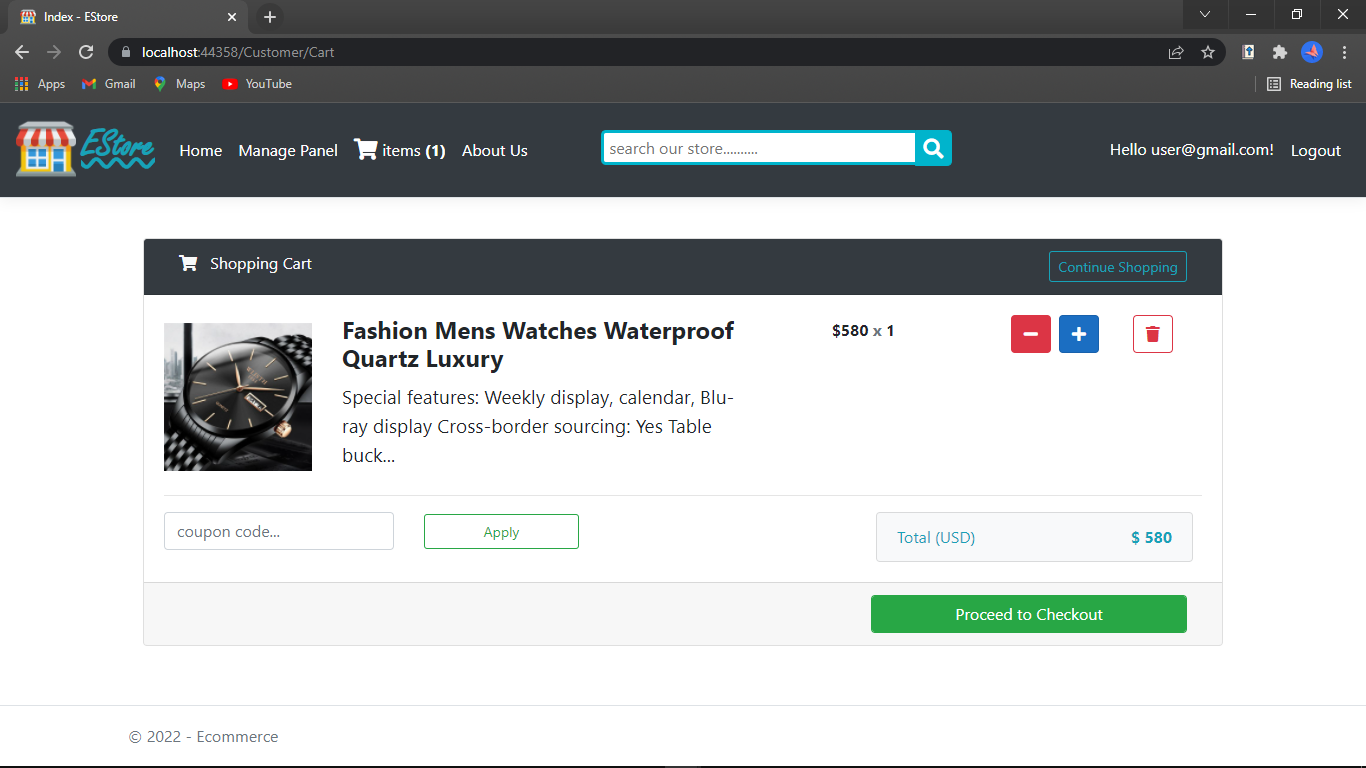 Index - EStore
localhost:44358/Customer/Cart
Apps Gmail Maps YouTube Reading list
EStore Home Manage Panel items (1) About Us search our store.......... Hello user@gmail.com! Logout
Shopping Cart Continue Shopping
Fashion Mens Watches Waterproof $580 x 1
Quartz Luxury
Special features: Weekly display, calendar, Blu-
ray display Cross-border sourcing: Yes Table
buck...
coupon code... Apply Total (USD) $ 580
Proceed to Checkout
© 2022 - Ecommerce